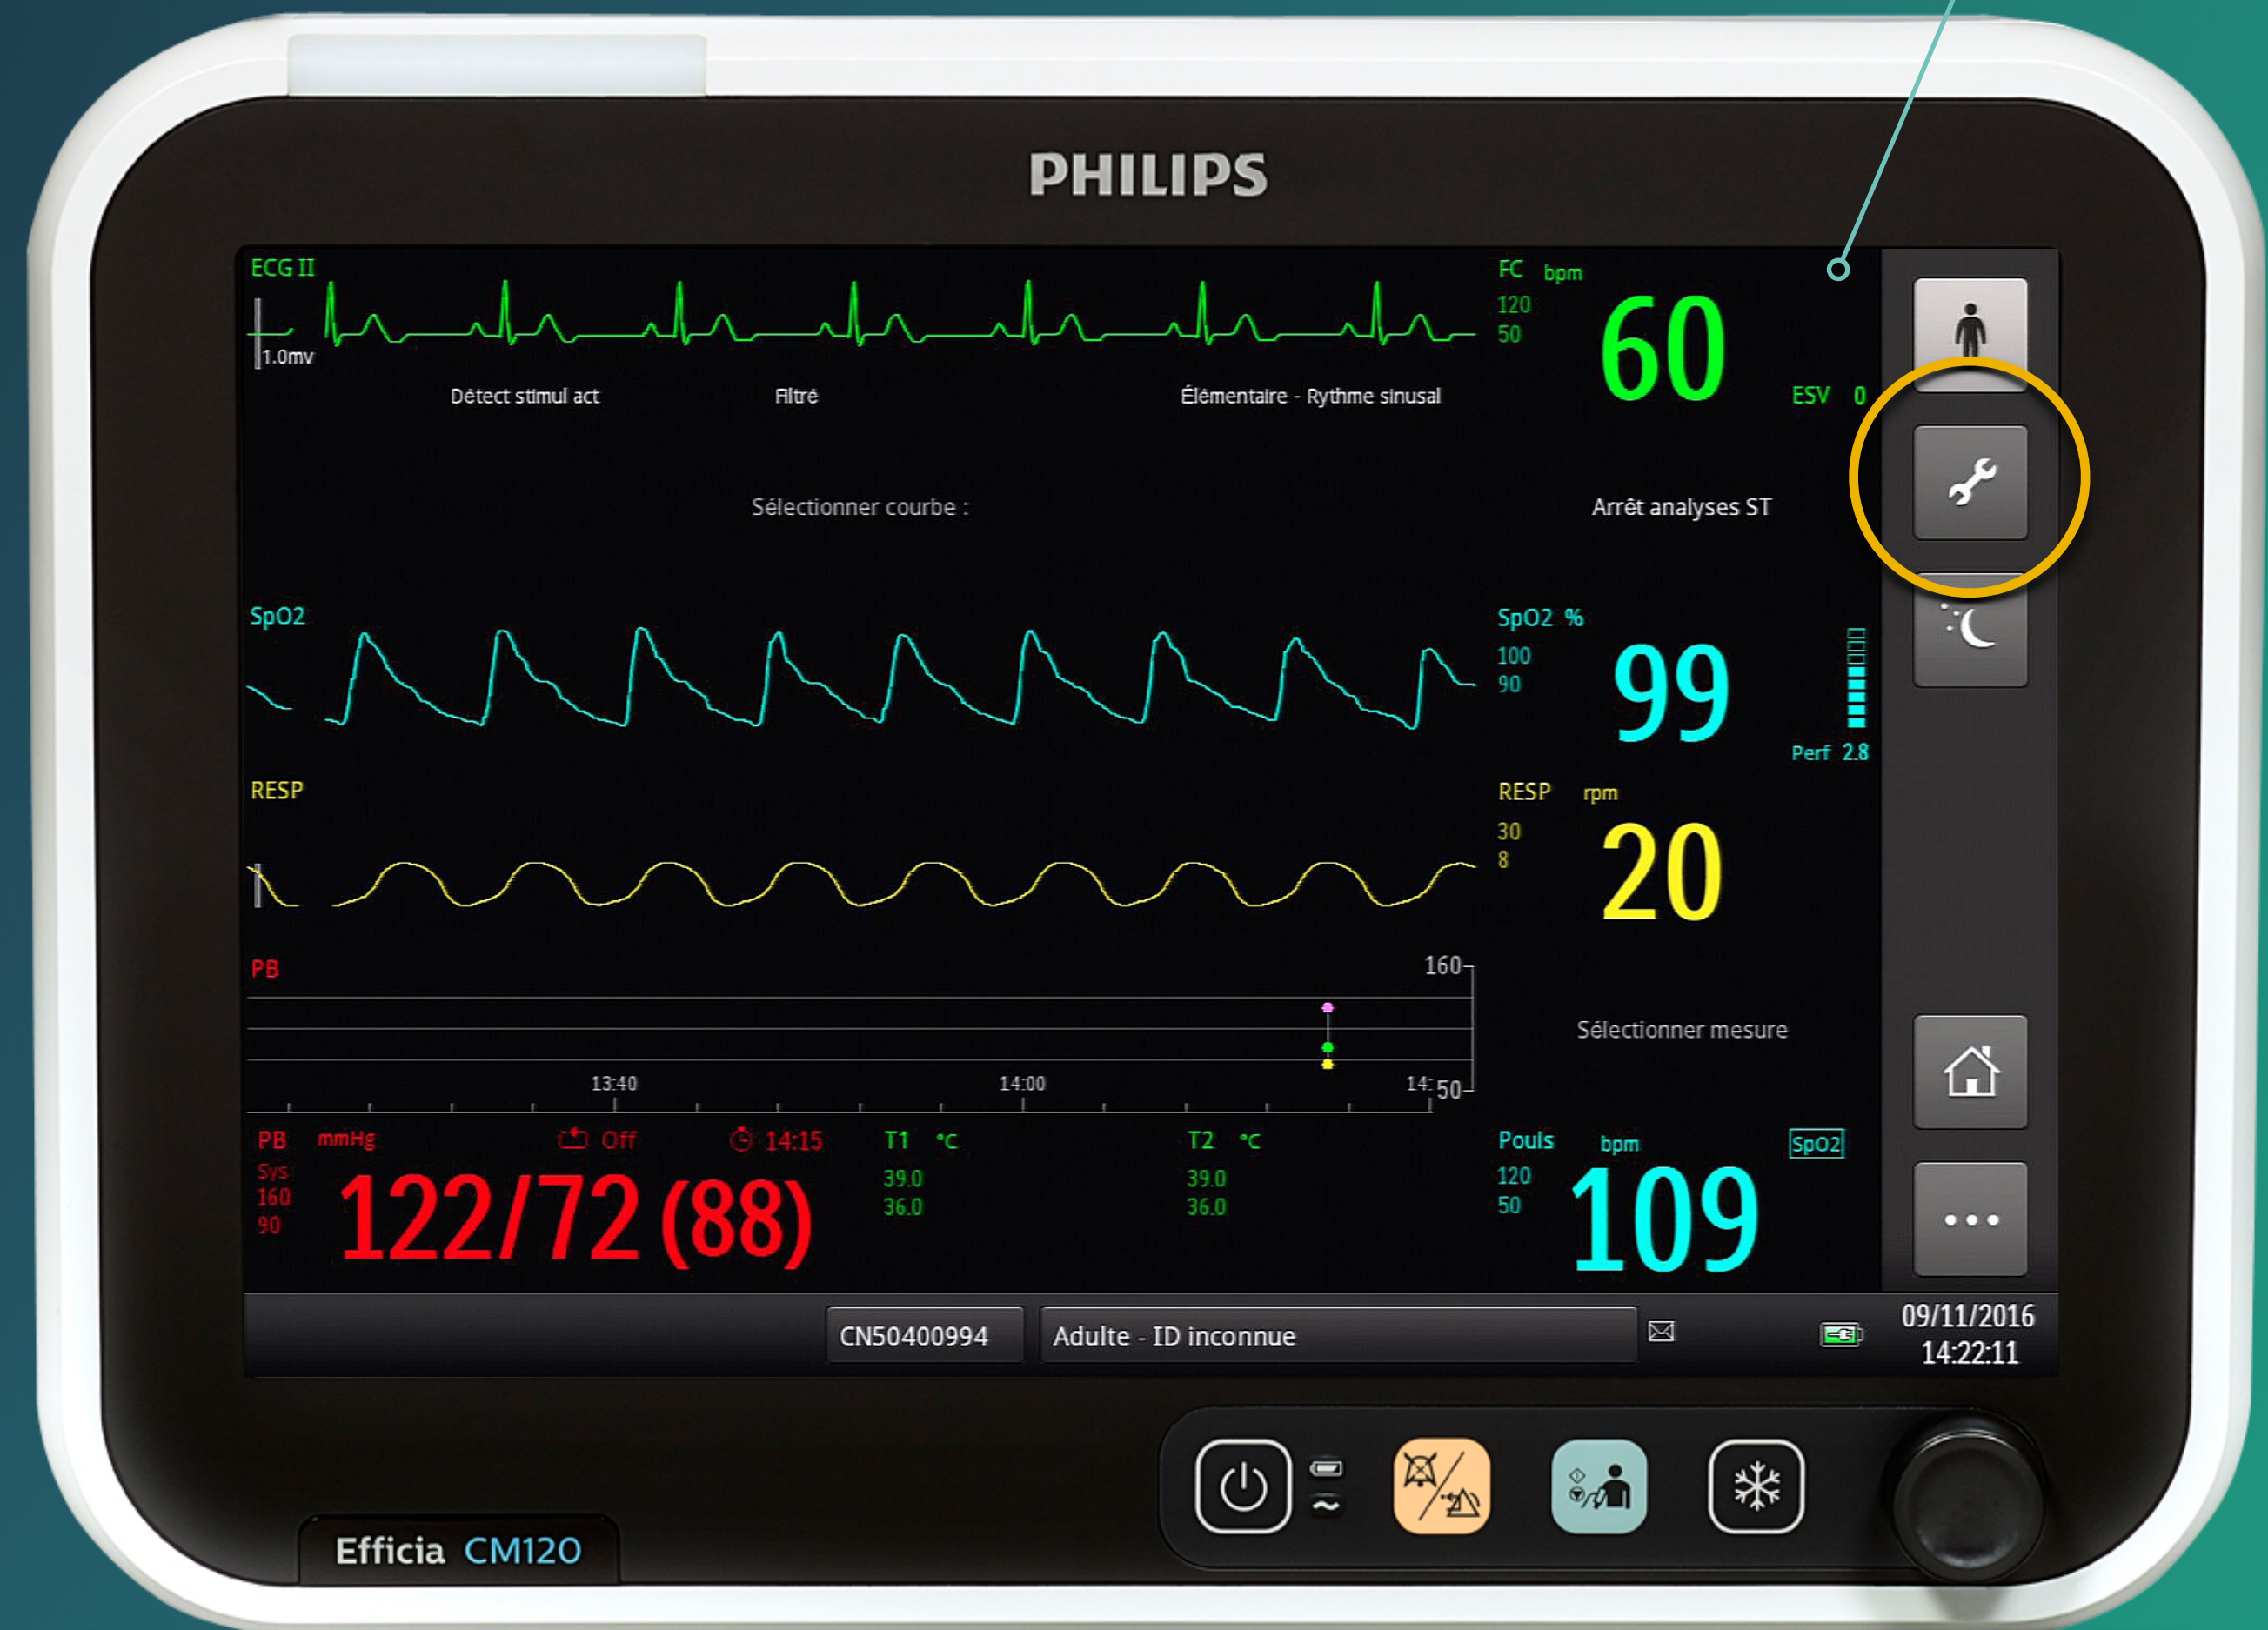 PHILIPS
ECG II
1.0mv
Détect stimul act
Filtré
Élémentaire - Rythme sinusal
FC bpm
120
50
60
ESV 0
Sélectionner courbe :
Arrêt analyses ST
SpO2
SpO2 %
100
90
99
Perf 2.8
RESP
RESP rpm
30
8
20
PB
160
13:40
14:00
14:
50
Sélectionner mesure
PB mmHg
Off
14:15
Sys
160
90
122/72 (88)
T1 °C
39.0
36.0
T2 °C
39.0
36.0
Pouls bpm
SpO2
120
50
109
CN50400994
Adulte - ID inconnue
09/11/2016
14:22:11
Efficia CM120